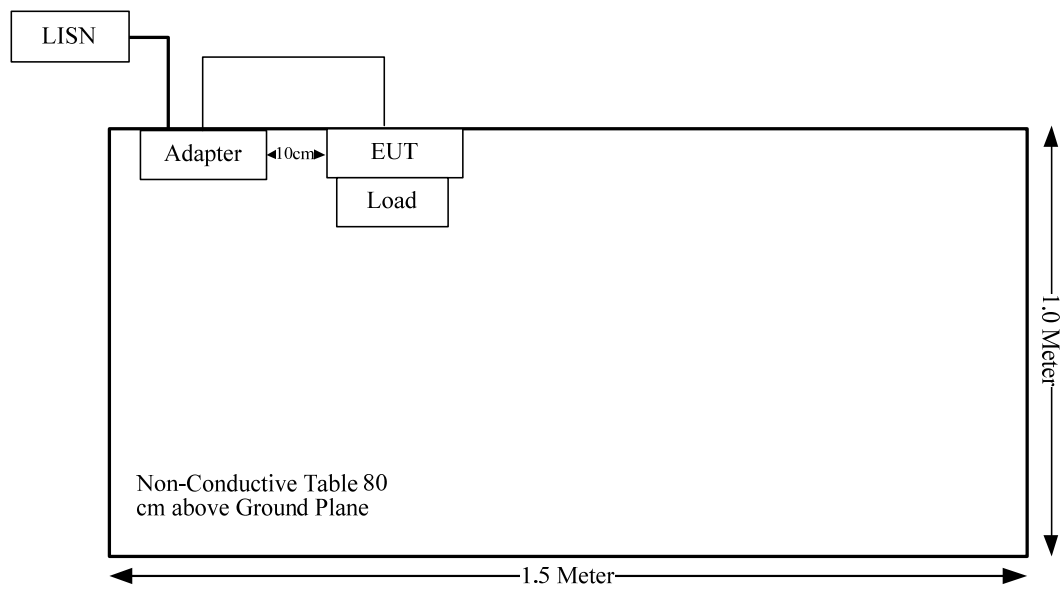 LISN
Adapter
10cm
EUT
Load
1.0 Meter
Non-Conductive Table 80
cm above Ground Plane
1.5 Meter